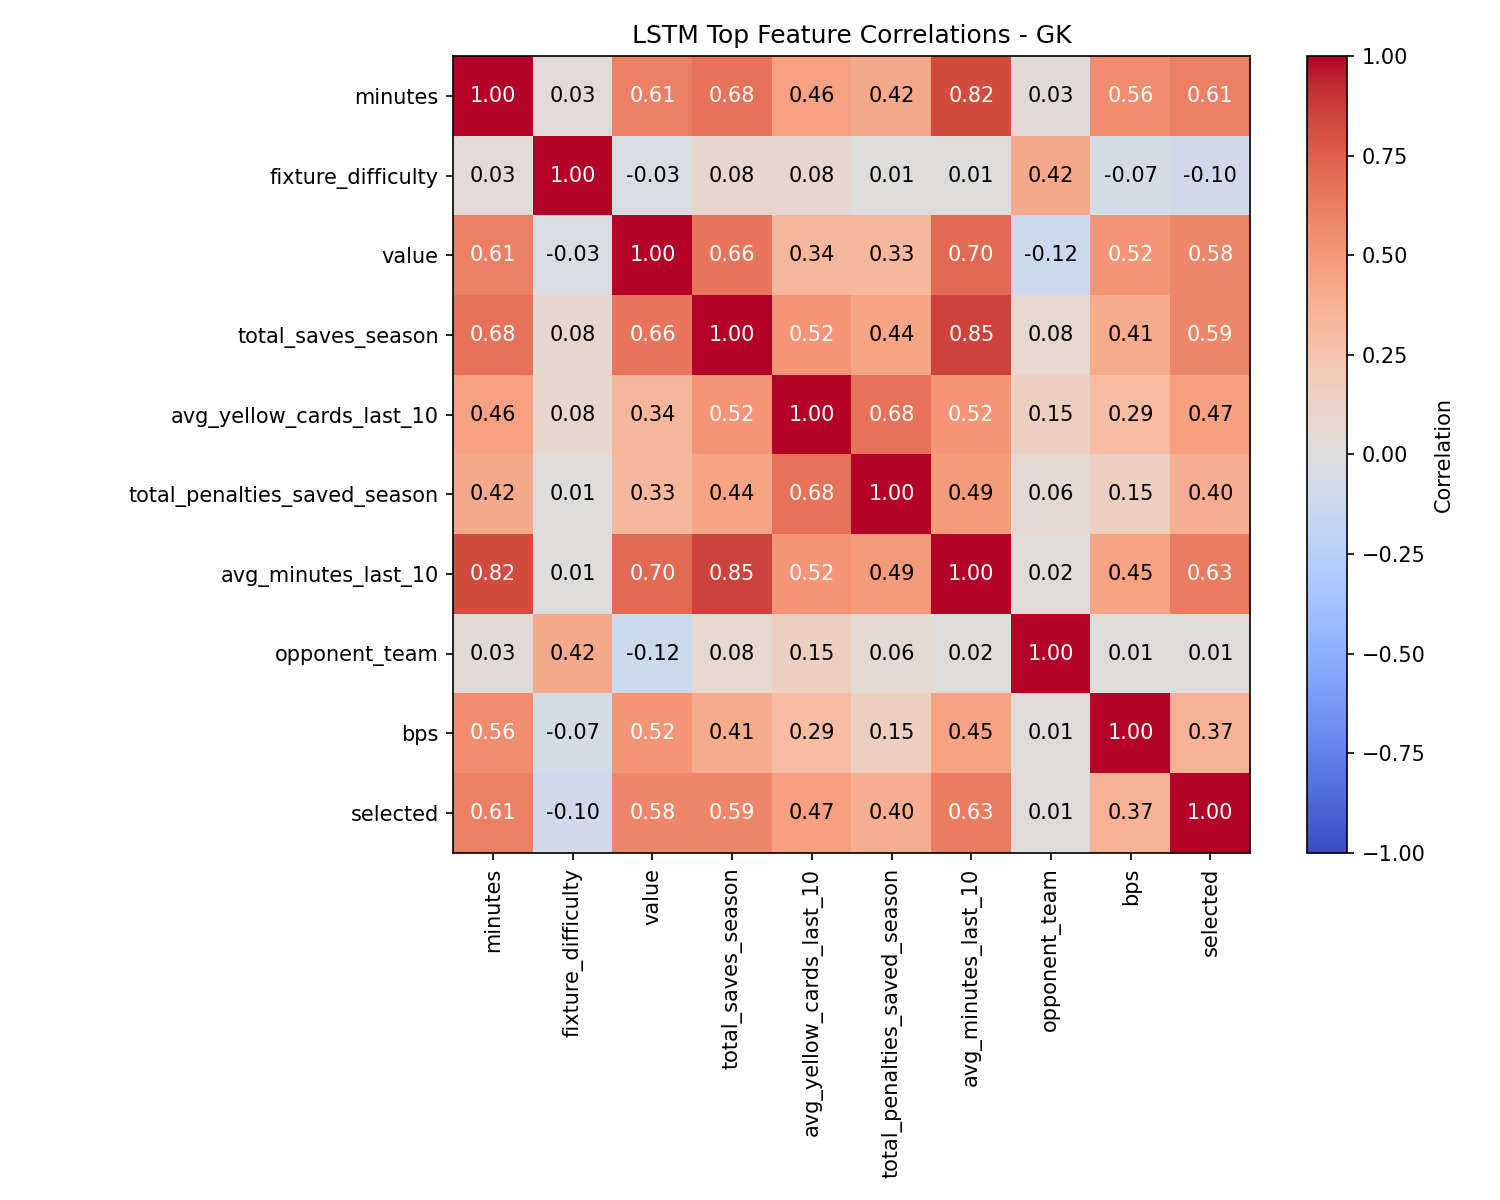 LSTM Top Feature Correlations - GK
minutes 1.00 0.03 0.61 0.68 0.46 0.42 0.82 0.03 0.56 0.61
fixture_difficulty 0.03 1.00 -0.03 0.08 0.08 0.01 0.01 0.42 -0.07 -0.10
value 0.61 -0.03 1.00 0.66 0.34 0.33 0.70 -0.12 0.52 0.58
total_saves_season 0.68 0.08 0.66 1.00 0.52 0.44 0.85 0.08 0.41 0.59
avg_yellow_cards_last_10 0.46 0.08 0.34 0.52 1.00 0.68 0.52 0.15 0.29 0.47
total_penalties_saved_season 0.42 0.01 0.33 0.44 0.68 1.00 0.49 0.06 0.15 0.40
avg_minutes_last_10 0.82 0.01 0.70 0.85 0.52 0.49 1.00 0.02 0.45 0.63
opponent_team 0.03 0.42 -0.12 0.08 0.15 0.06 0.02 1.00 0.01 0.01
bps 0.56 -0.07 0.52 0.41 0.29 0.15 0.45 0.01 1.00 0.37
selected 0.61 -0.10 0.58 0.59 0.47 0.40 0.63 0.01 0.37 1.00
minutes
fixture_difficulty
value
total_saves_season
avg_yellow_cards_last_10
total_penalties_saved_season
avg_minutes_last_10
opponent_team
bps
selected
1.00
0.75
0.50
0.25
0.00
−0.25
−0.50
−0.75
−1.00
Correlation